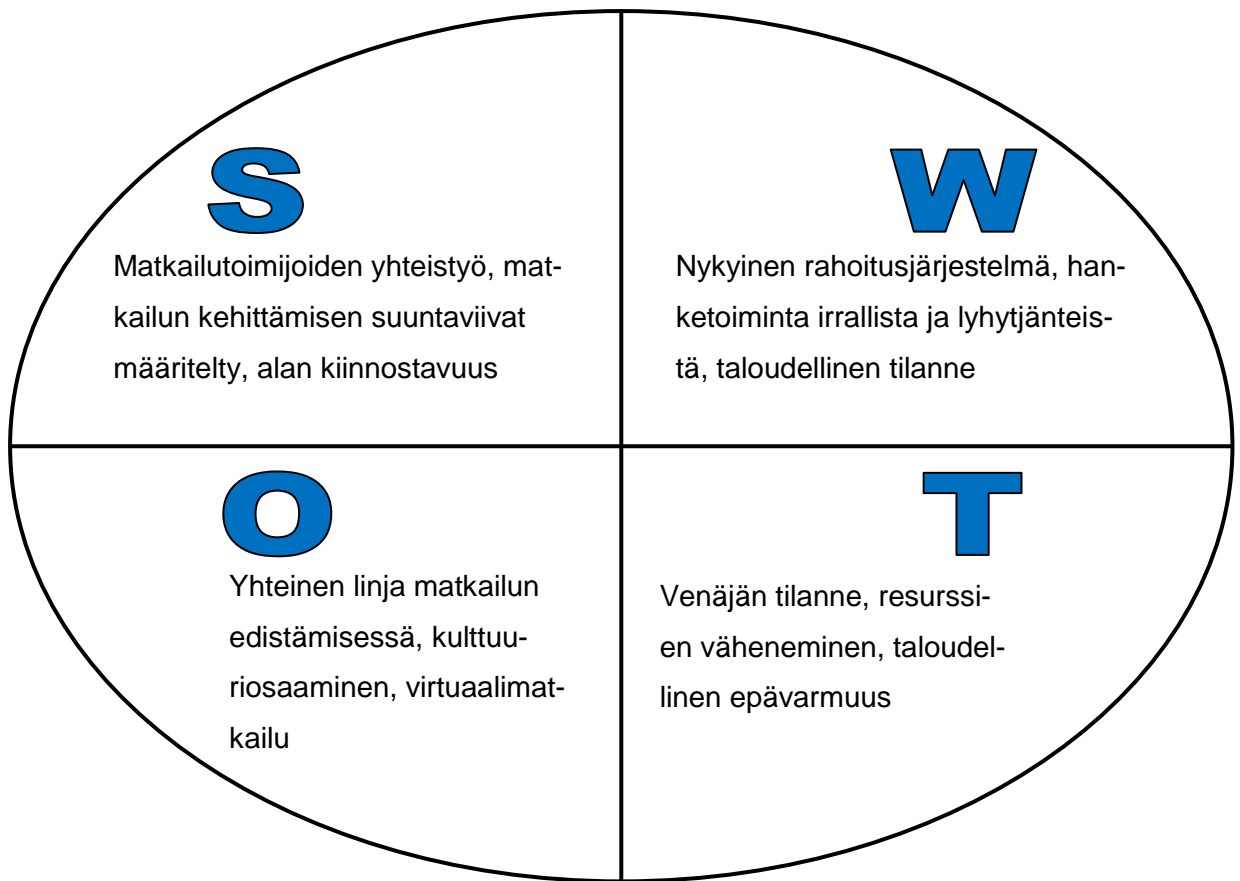 S
Matkailutoimijoiden yhteistyö, mat-
kailun kehittämisen suuntaviivat
määritelty, alan kiinnostavuus
W
Nykyinen rahoitusjärjestelmä, han-
ketoiminta irrallista ja lyhytjänteis-
tä, taloudellinen tilanne
O
Yhteinen linja matkailun
edistämisessä, kulttuu-
riosaaminen, virtuaalimat-
kailu
T
Venäjän tilanne, resurssi-
en väheneminen, taloudel-
linen epävarmuus